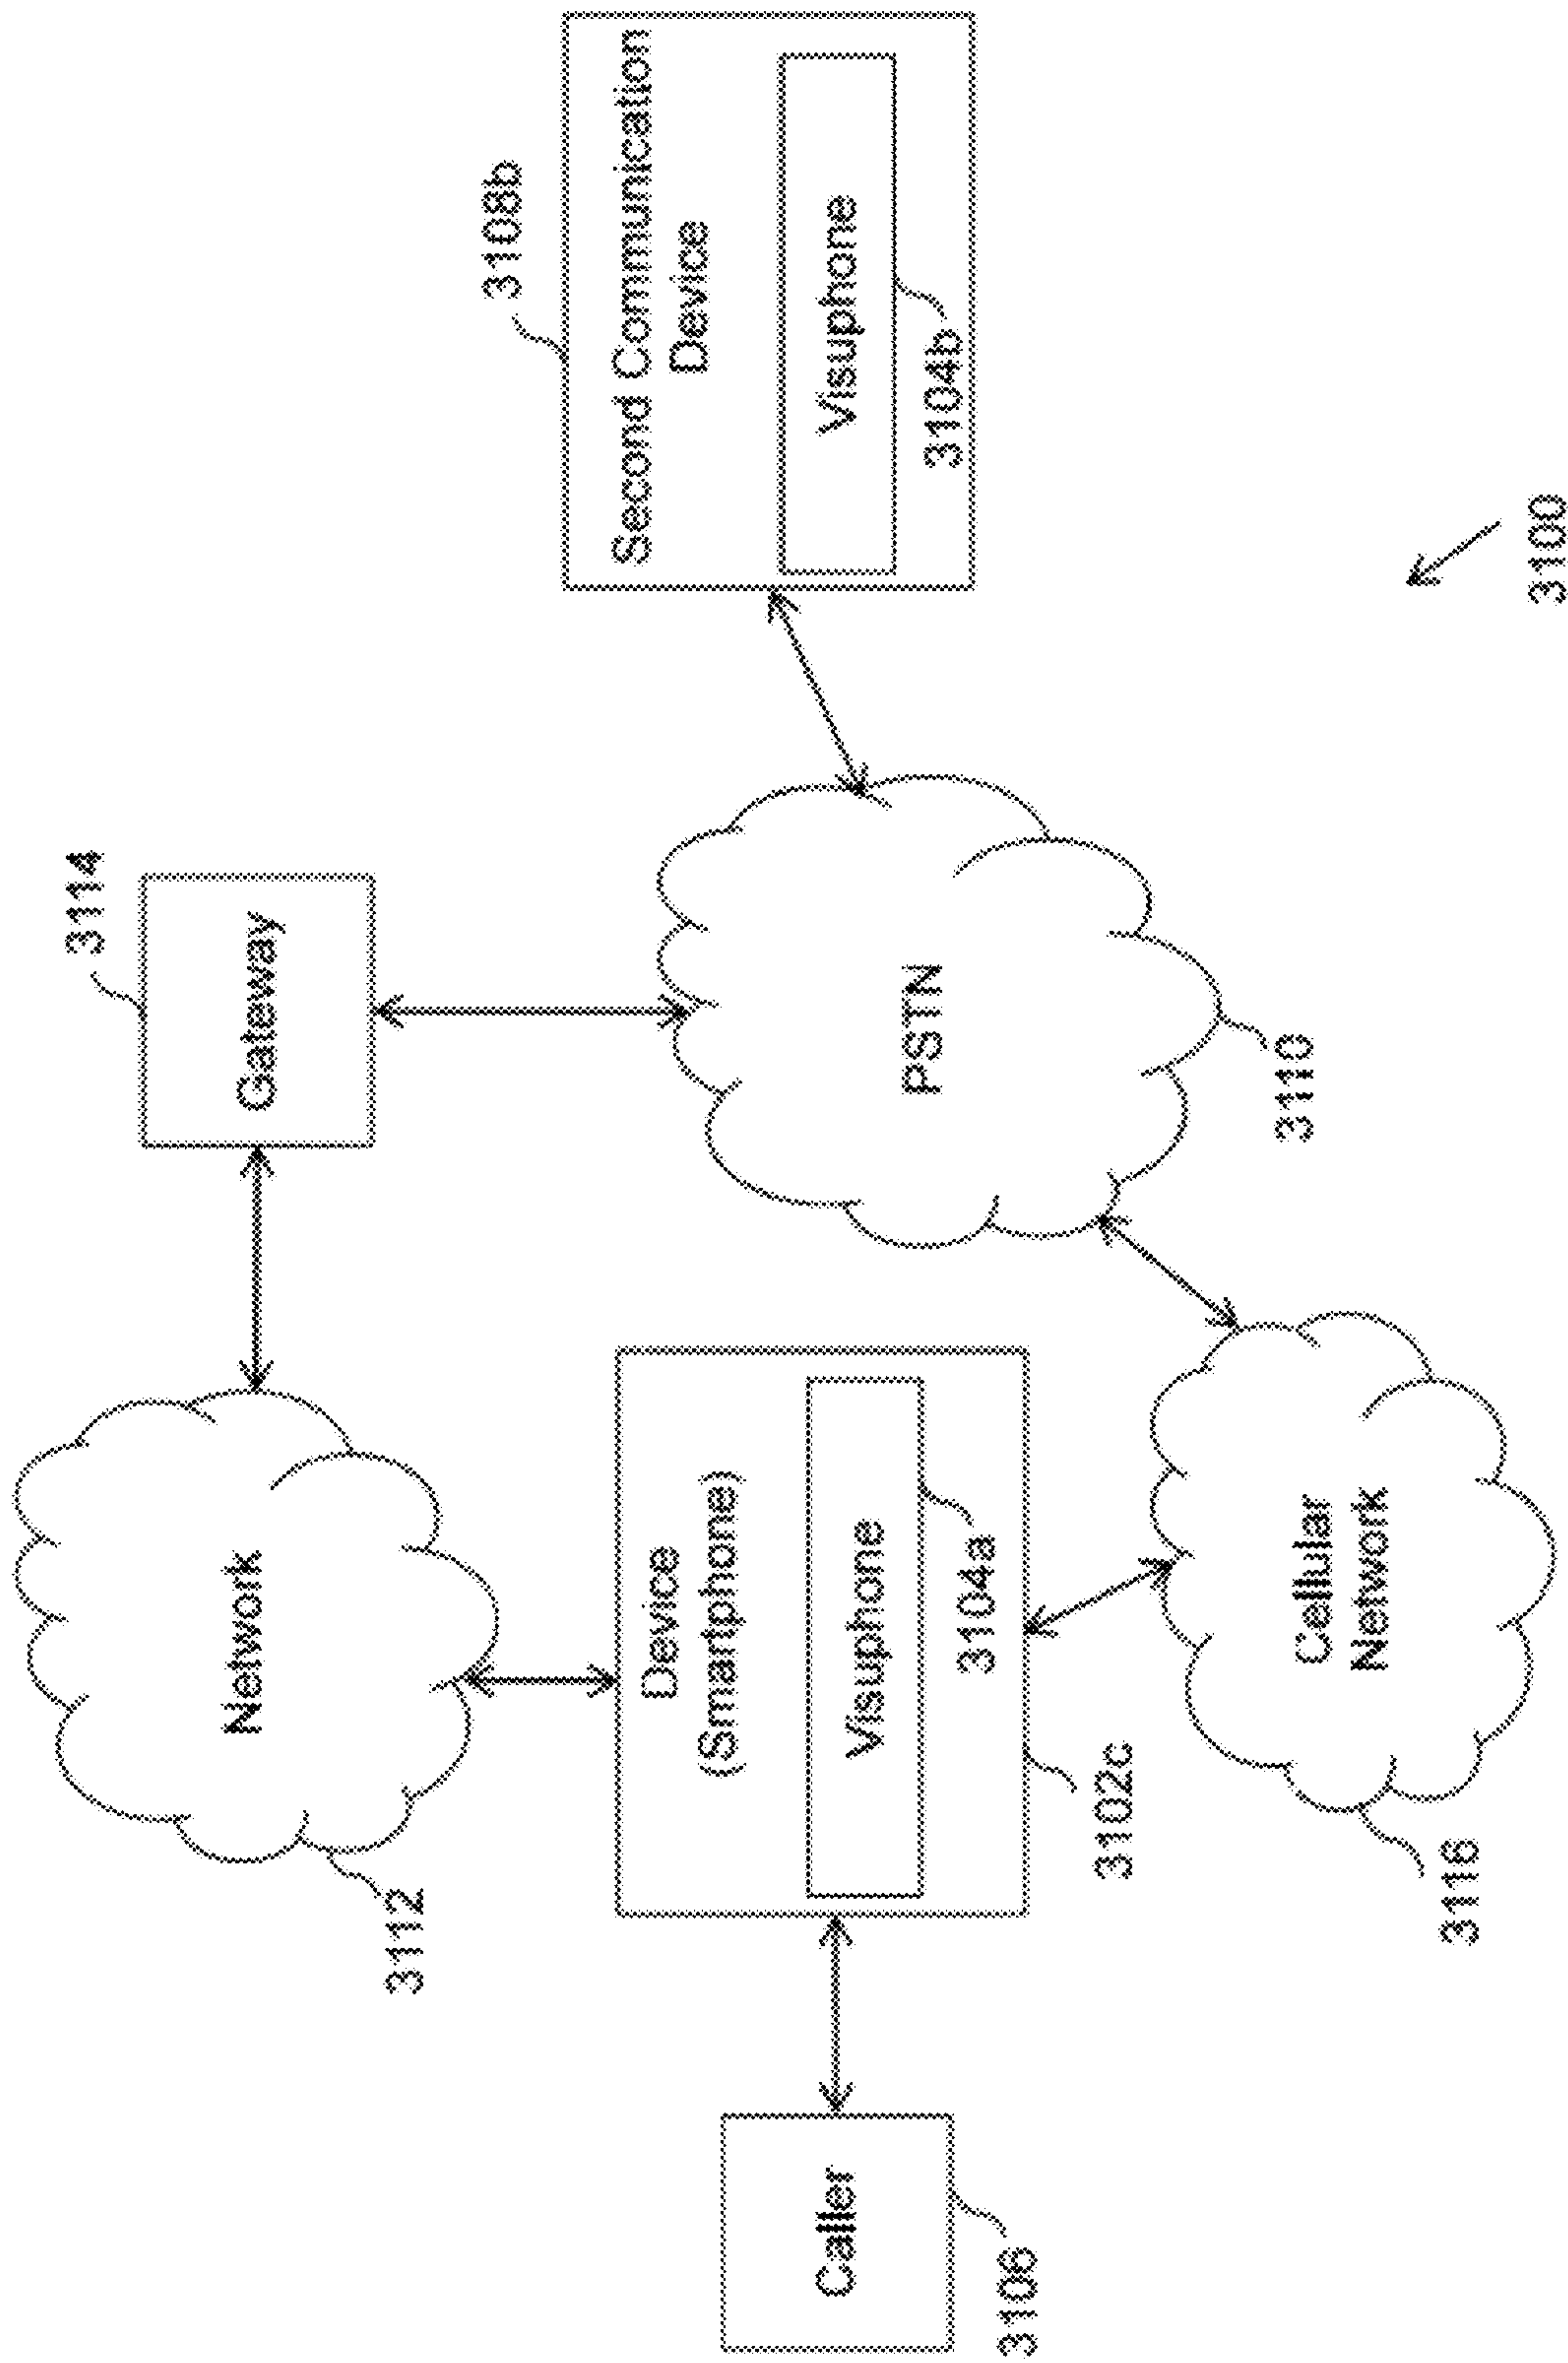 3112
Network
3114
Gateway
3108b
Second Communication
Device
Visuphone
3104b
Caller
3106
Device
(Smartphone)
Visuphone
3104a
3102c
PSTN
3110
Cellular
Network
3116
3100